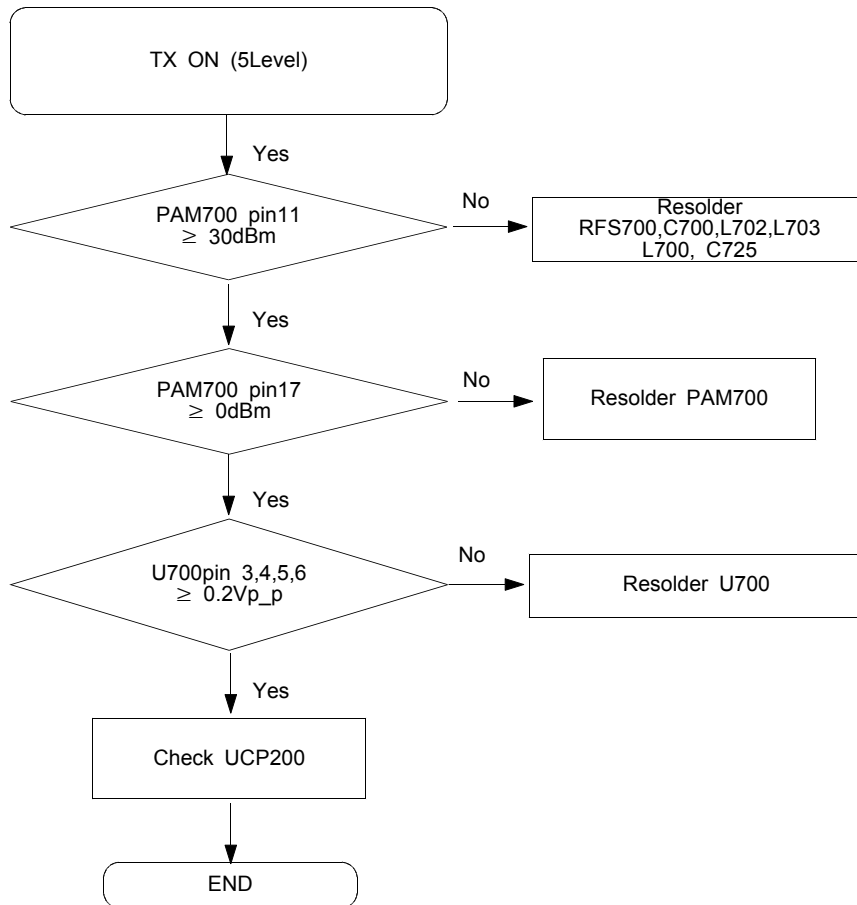 TX ON (5Level)
Yes
PAM700 pin11
≥ 30dBm
No
Resolder
RFS700,C700,L702,L703
L700, C725
Yes
PAM700 pin17
≥ 0dBm
No
Resolder PAM700
Yes
U700pin 3,4,5,6
≥ 0.2Vp_p
No
Resolder U700
Yes
Check UCP200
END